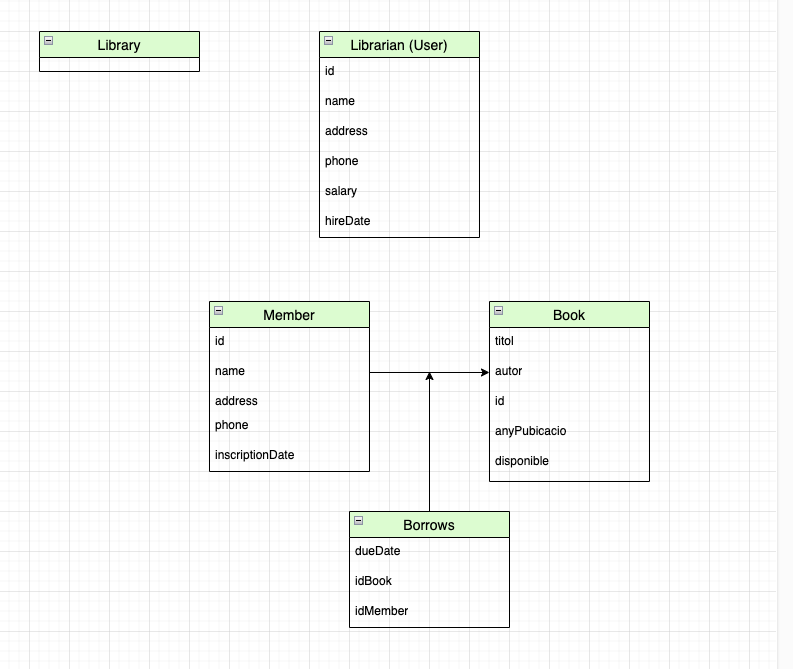 Library
Librarian (User)
id
name
address
phone
salary
hireDate
Member
id
name
address
phone
inscriptionDate
Book
titol
autor
id
anyPubicacio
disponible
Borrows
dueDate
idBook
idMember